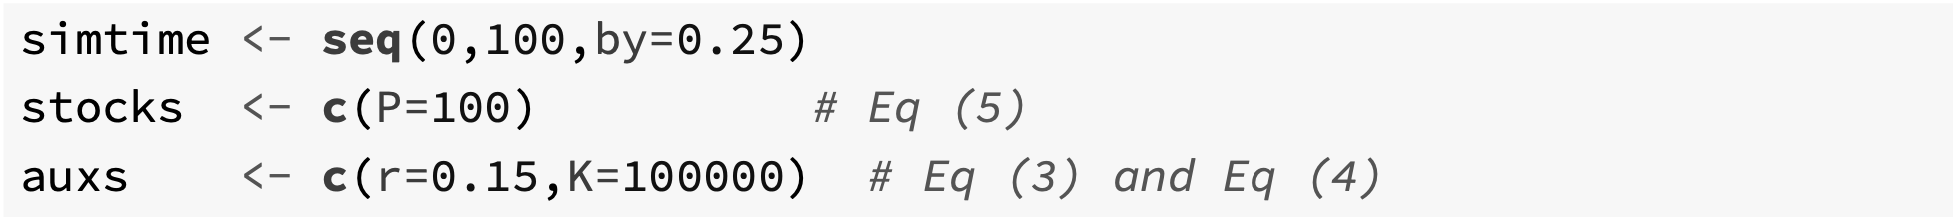 simtime <- seq(0,100,by=0.25)
stocks  <- c(P=100)          # Eq (5)
auxs    <- c(r=0.15,K=100000)  # Eq (3) and Eq (4)